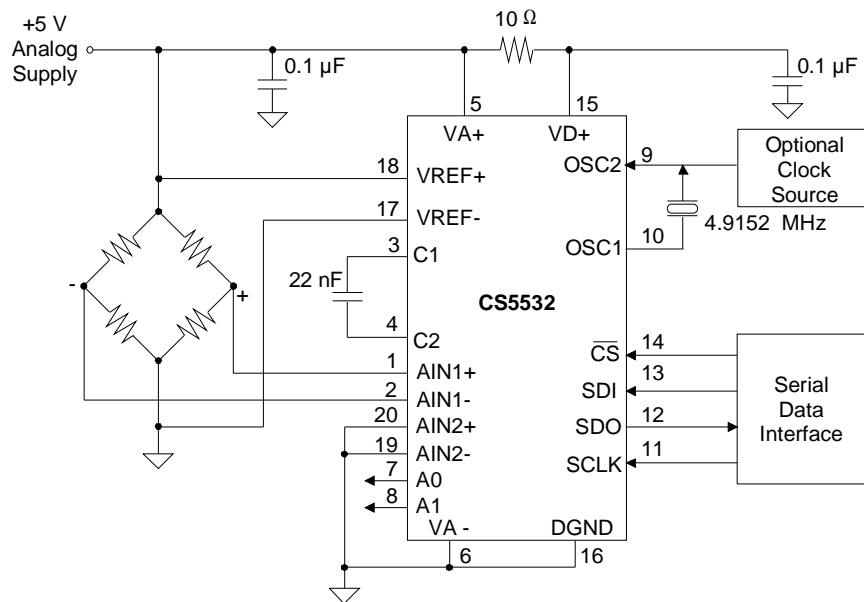 +5 V
Analog
Supply
10 Ω
0.1 µF
0.1 µF
5
15
VA+
VD+
Optional
Clock
Source
18
VREF+
OSC2
9
17
VREF-
4.9152 MHz
3
C1
OSC1
10
22 nF
CS5532
-
+
4
C2
1
AIN1+
CS
14
2
AIN1-
SDI
13
20
AIN2+
SDO
12
19
AIN2-
SCLK
11
Serial
Data
Interface
7
A0
8
A1
VA -
DGND
6
16